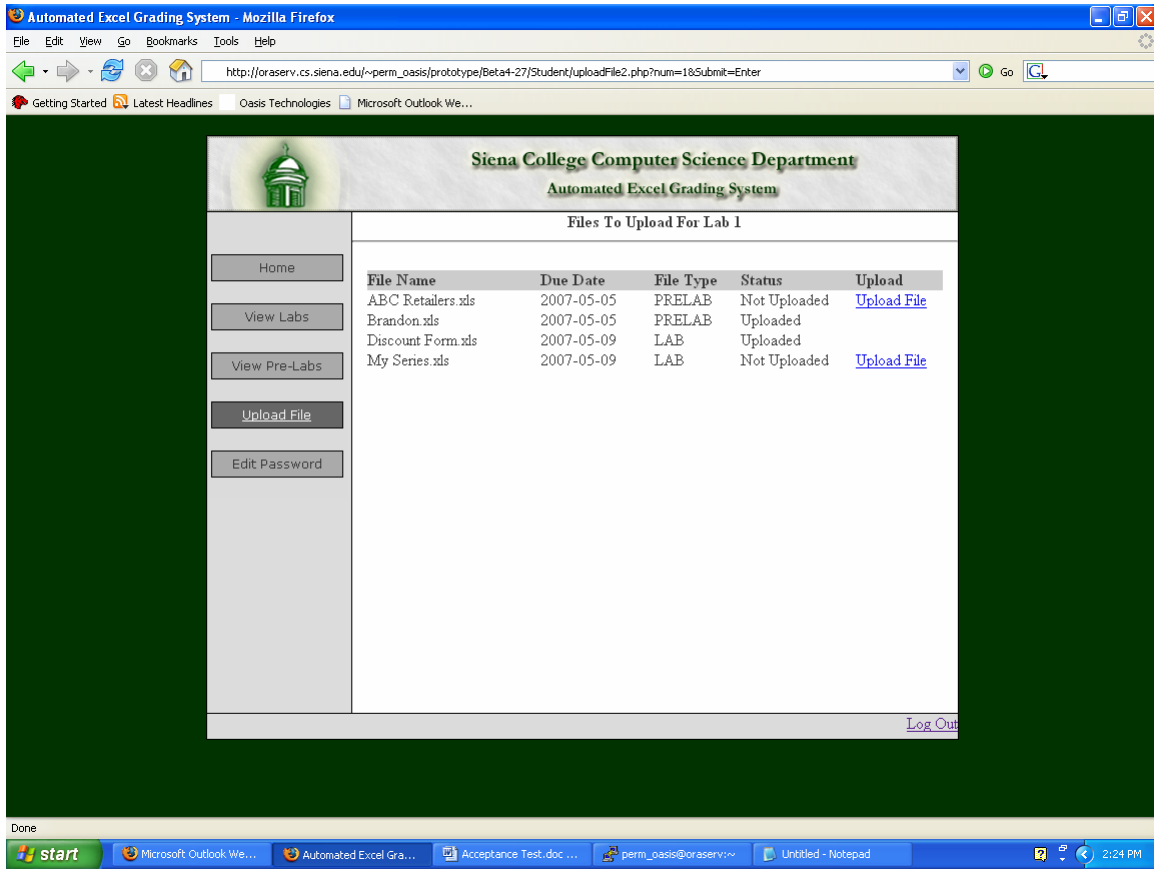 Automated Excel Grading System - Mozilla Firefox
File Edit View Go Bookmarks Tools Help
http://oraserv.cs.siena.edu/~perm_oasis/prototype/Beta4-27/Student/uploadFile2.php?num=1&Submit=Enter Go G
Getting Started Latest Headlines Oasis Technologies Microsoft Outlook We...
Siena College Computer Science Department
Automated Excel Grading System
Files To Upload For Lab 1
Home
View Labs
View Pre-Labs
Upload File
Edit Password
File Name Due Date File Type Status Upload
ABC Retailers.xls 2007-05-05 PRELAB Not Uploaded Upload File
Brandon.xls 2007-05-05 PRELAB Uploaded
Discount Form.xls 2007-05-09 LAB Uploaded
My Series.xls 2007-05-09 LAB Not Uploaded Upload File
Log Out
Done
start Microsoft Outlook We... Automated Excel Gra... Acceptance Test.doc ... perm_oasis@oraserv:~ Untitled - Notepad 2:24 PM